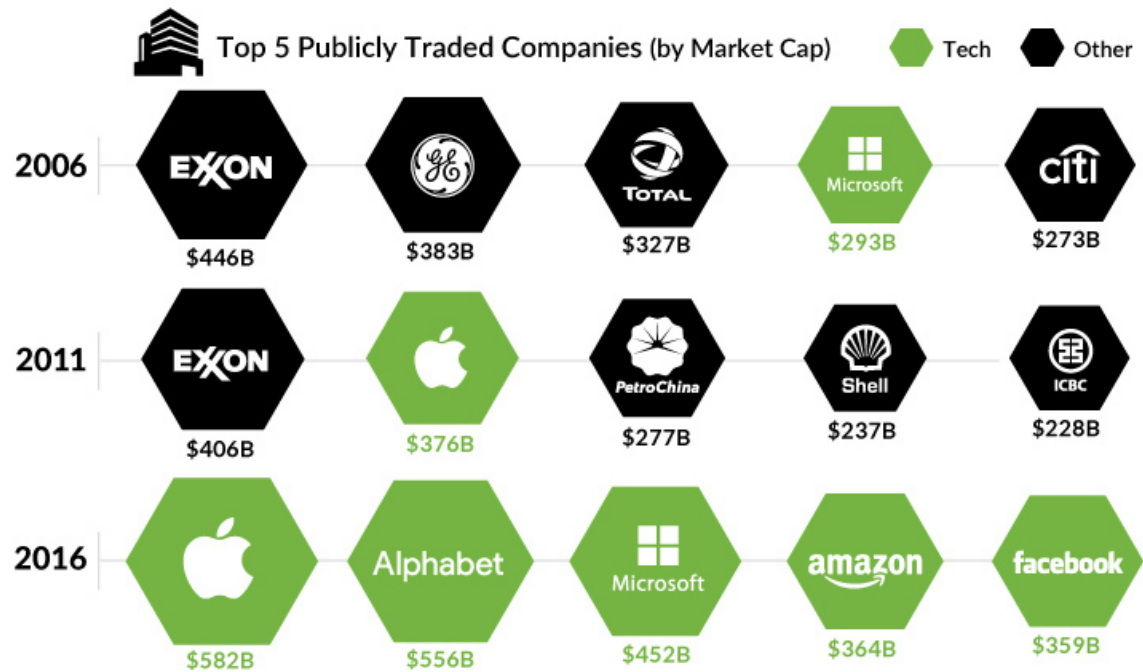 Top 5 Publicly Traded Companies (by Market Cap)
Tech
Other
2006
EXXON
GE
TOTAL
Microsoft
citi
$446B
$383B
$327B
$293B
$273B
2011
EXXON
PetroChina
Shell
ICBC
$406B
$376B
$277B
$237B
$228B
2016
Alphabet
Microsoft
amazon
facebook
$582B
$556B
$452B
$364B
$359B